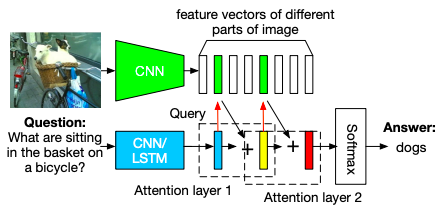 feature vectors of different
parts of image
CNN
Question:
What are sitting
in the basket on
a bicycle?
CNN/
LSTM
Query
+
+
Attention layer 1
Attention layer 2
Softmax
Answer:
dogs